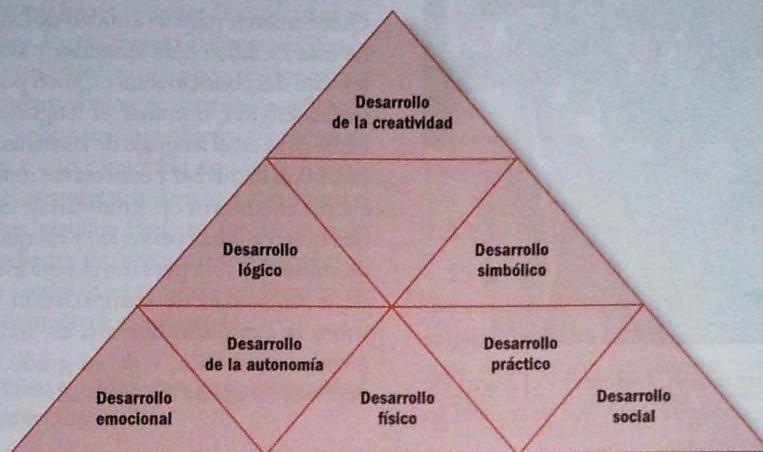 Desarrollo
de la creatividad
Desarrollo
lógico
Desarrollo
simbólico
Desarrollo
de la autonomía
Desarrollo
práctico
Desarrollo
emocional
Desarrollo
físico
Desarrollo
social